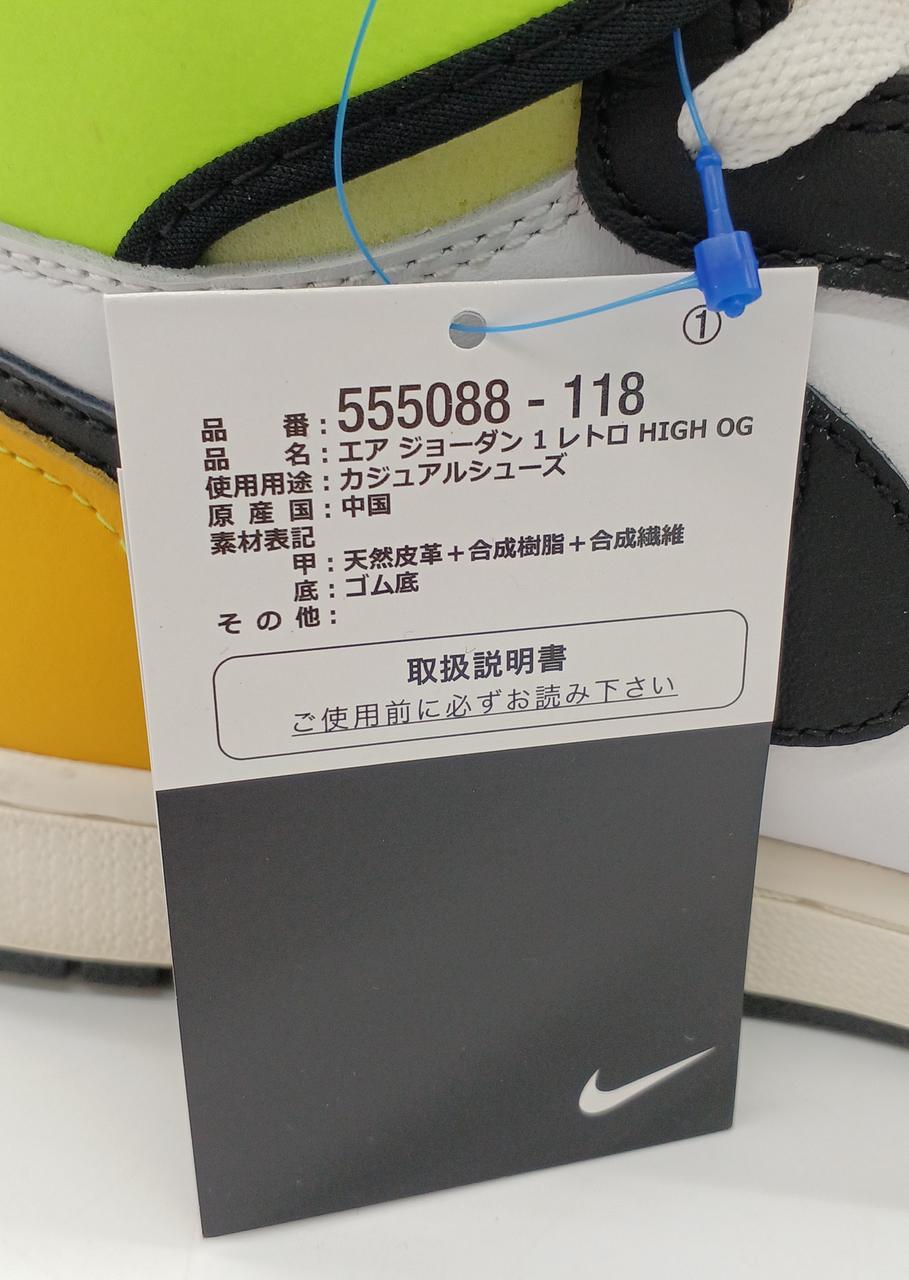 ①
品 番：555088 - 118
品 名：エア ジョーダン 1 レトロ HIGH OG
使用用途：カジュアルシューズ
原 産 国：中国
素材表記
甲：天然皮革＋合成樹脂＋合成繊維
底：ゴム底
そ の 他：
取扱説明書
ご使用前に必ずお読み下さい